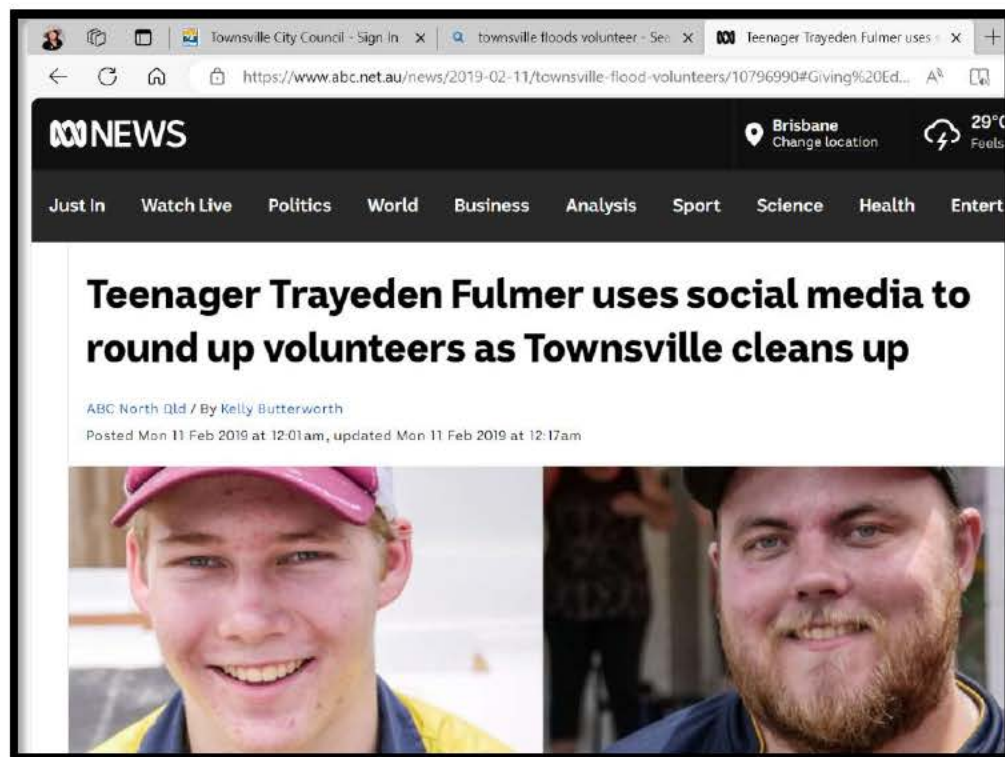 Townsville City Council - Sign In
townsville floods volunteer - Sea
Teenager Trayeden Fulmer uses s
https://www.abc.net.au/news/2019-02-11/townsville-flood-volunteers/10796990#Giving%20Ed...
NEWS
Brisbane
Change location
29°C
Feels
Just In Watch Live Politics World Business Analysis Sport Science Health Entert
Teenager Trayeden Fulmer uses social media to
round up volunteers as Townsville cleans up
ABC North Qld / By Kelly Butterworth
Posted Mon 11 Feb 2019 at 12:01am, updated Mon 11 Feb 2019 at 12:17am